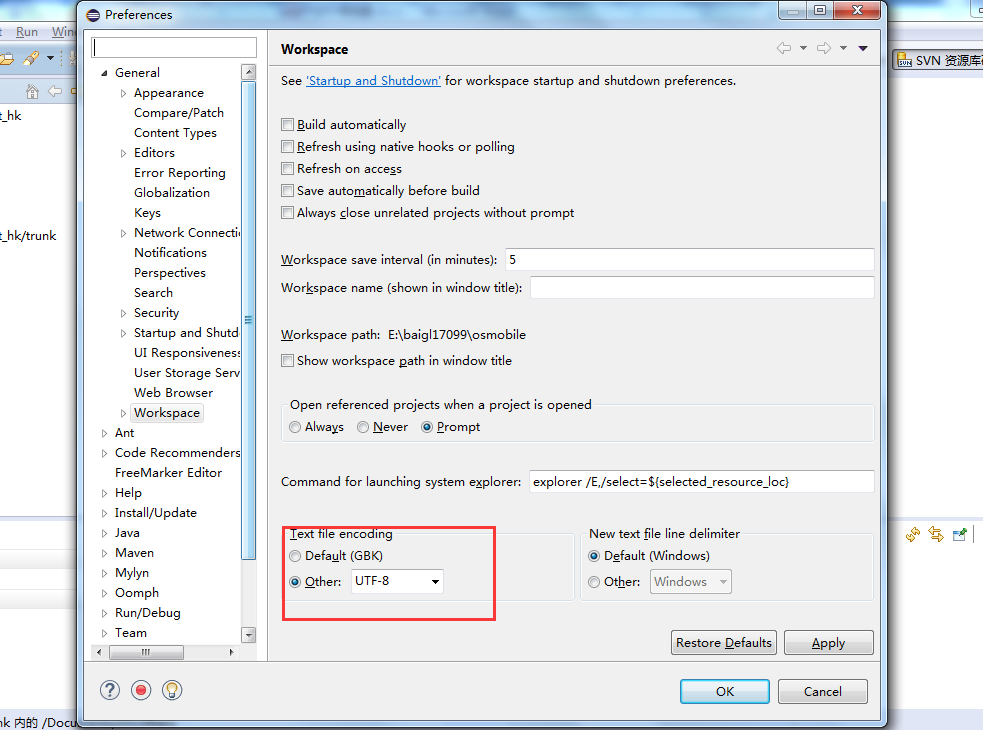 Preferences
Run
t_hk
t_hk/trunk
General
Appearance
Compare/Patch
Content Types
Editors
Error Reporting
Globalization
Keys
Network Connecti
Notifications
Perspectives
Search
Security
Startup and Shutd
UI Responsiveness
User Storage Serv
Web Browser
Workspace
Ant
Code Recommenders
FreeMarker Editor
Help
Install/Update
Java
Maven
Mylyn
Oomph
Run/Debug
Team
Workspace
See 'Startup and Shutdown' for workspace startup and shutdown preferences.
Build automatically
Refresh using native hooks or polling
Refresh on access
Save automatically before build
Always close unrelated projects without prompt
Workspace save interval (in minutes): 5
Workspace name (shown in window title):
Workspace path: E:\baigl17099\osmobile
Show workspace path in window title
Open referenced projects when a project is opened
Always Never Prompt
Command for launching system explorer: explorer /E,/select=${selected_resource_loc}
Text file encoding
Default (GBK)
Other: UTF-8
New text file line delimiter
Default (Windows)
Other: Windows
Restore Defaults Apply
OK Cancel
SVN 资源库
nk 内的 /Docu